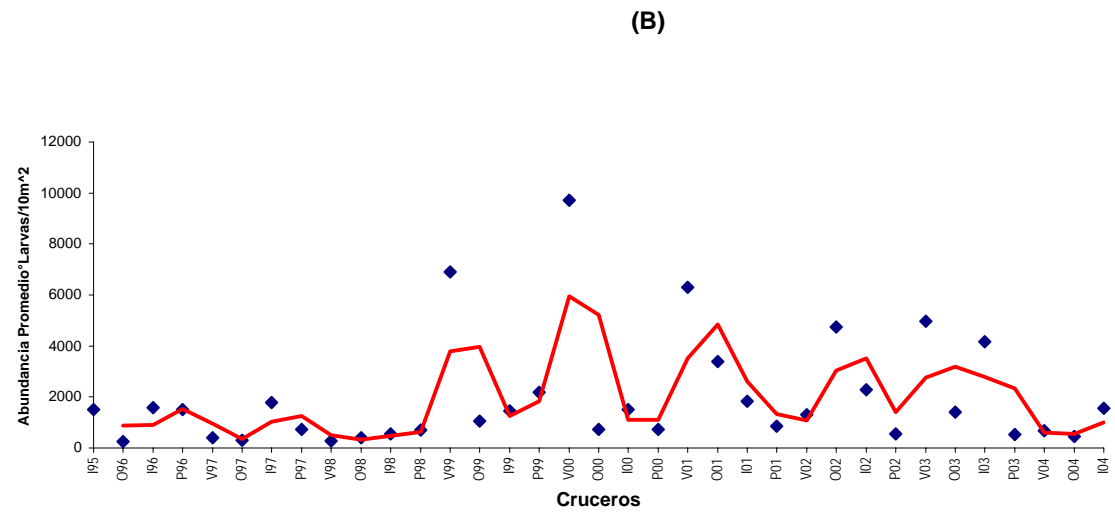 (B)
12000
10000
8000
6000
4000
2000
0
Abundancia Promedio°Larvas/10m^2
I95 O96 I96 P96 V97 O97 I97 P97 V98 O98 I98 P98 V99 O99 I99 P99 V00 O00 I00 P00 V01 O01 I01 P01 V02 O02 I02 P02 V03 O03 I03 P03 V04 O04 I04
Cruceros